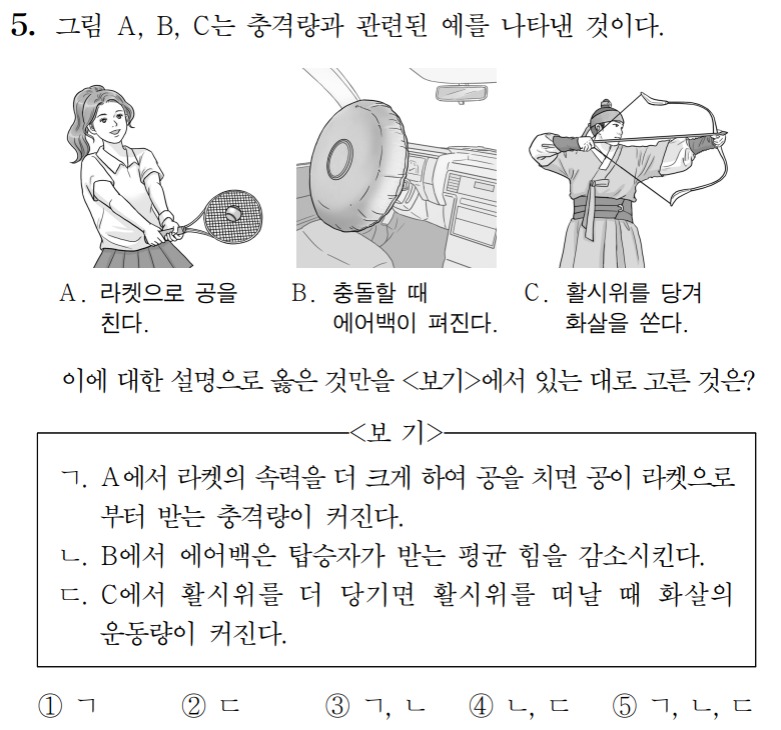 5. 그림 A, B, C는 충격량과 관련된 예를 나타낸 것이다.
A. 라켓으로 공을
친다.
B. 충돌할 때
에어백이 펴진다.
C. 활시위를 당겨
화살을 쏜다.
이에 대한 설명으로 옳은 것만을 <보기>에서 있는 대로 고른 것은?
<보 기>
ㄱ. A에서 라켓의 속력을 더 크게 하여 공을 치면 공이 라켓으로
부터 받는 충격량이 커진다.
ㄴ. B에서 에어백은 탑승자가 받는 평균 힘을 감소시킨다.
ㄷ. C에서 활시위를 더 당기면 활시위를 떠날 때 화살의
운동량이 커진다.
① ㄱ ② ㄷ ③ ㄱ, ㄴ ④ ㄴ, ㄷ ⑤ ㄱ, ㄴ, ㄷ